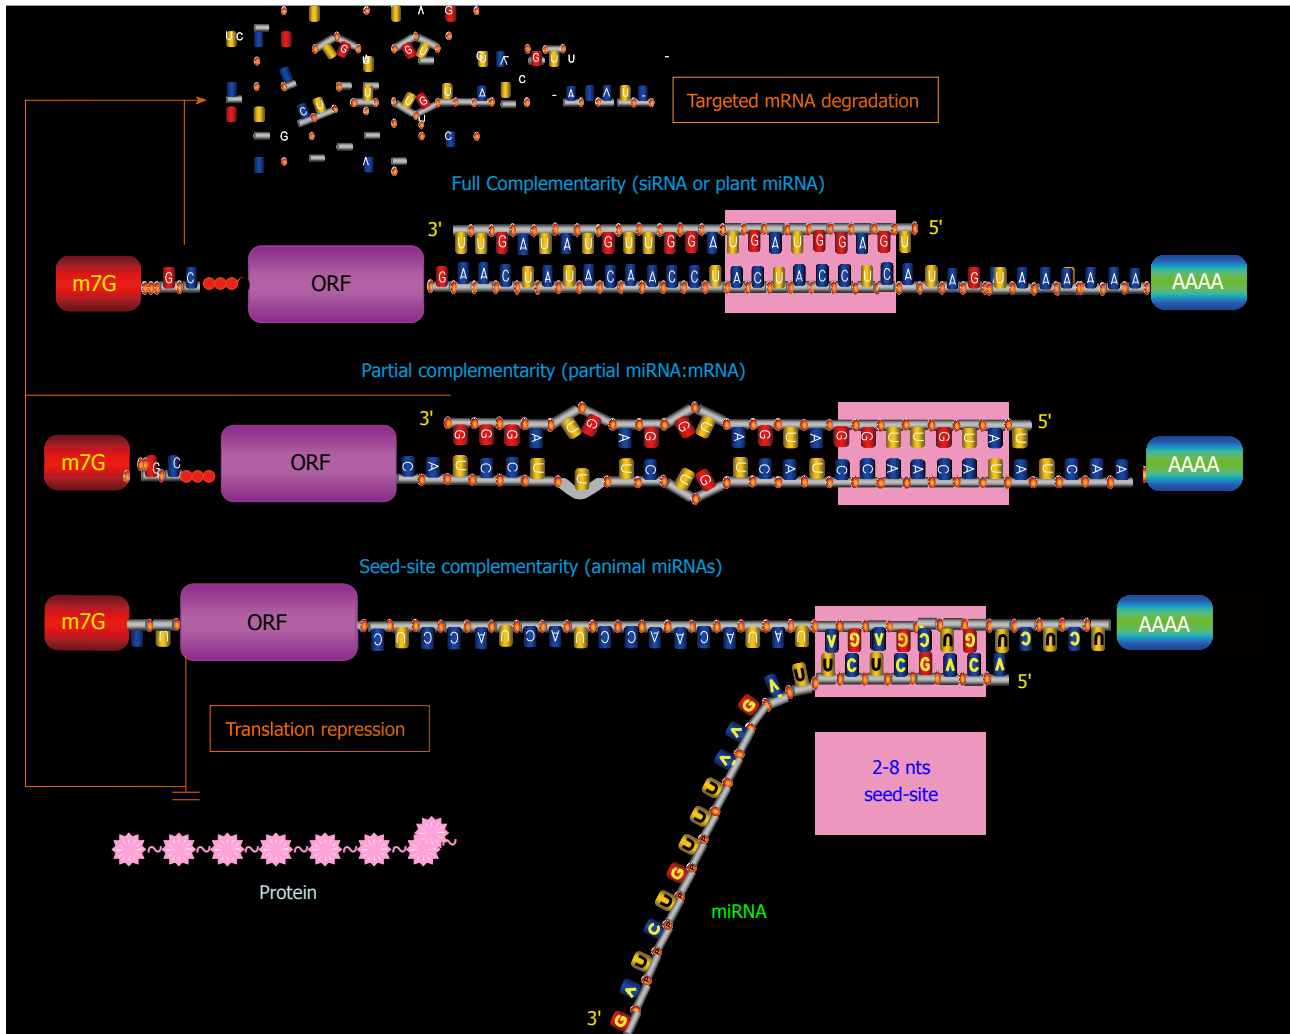 Targeted mRNA degradation
Full Complementarity (siRNA or plant miRNA)
3' U U G A U A U G U U G G A U G A U G G A G U 5'
m7G G C ORF G A A C U A U A C A A C C U A C U A C C U C A U A G U A A A A A A AAAA
Partial complementarity (partial miRNA:mRNA)
3' G G G A U G A G G U A G U A G G U U G U A U 5'
m7G G C ORF C A U C C U U U C U G U C A U C C A A C A U A U C A A AAAA
Seed-site complementarity (animal miRNAs)
m7G U ORF C U C C A U C A U C C A A C A U A U A G A G C U G U C U C U AAAA
U U C U C G A C A 5'
A
G
A
A
U
U
U
G
U
C
U
A
3' G
Translation repression
2-8 nts
seed-site
Protein
miRNA